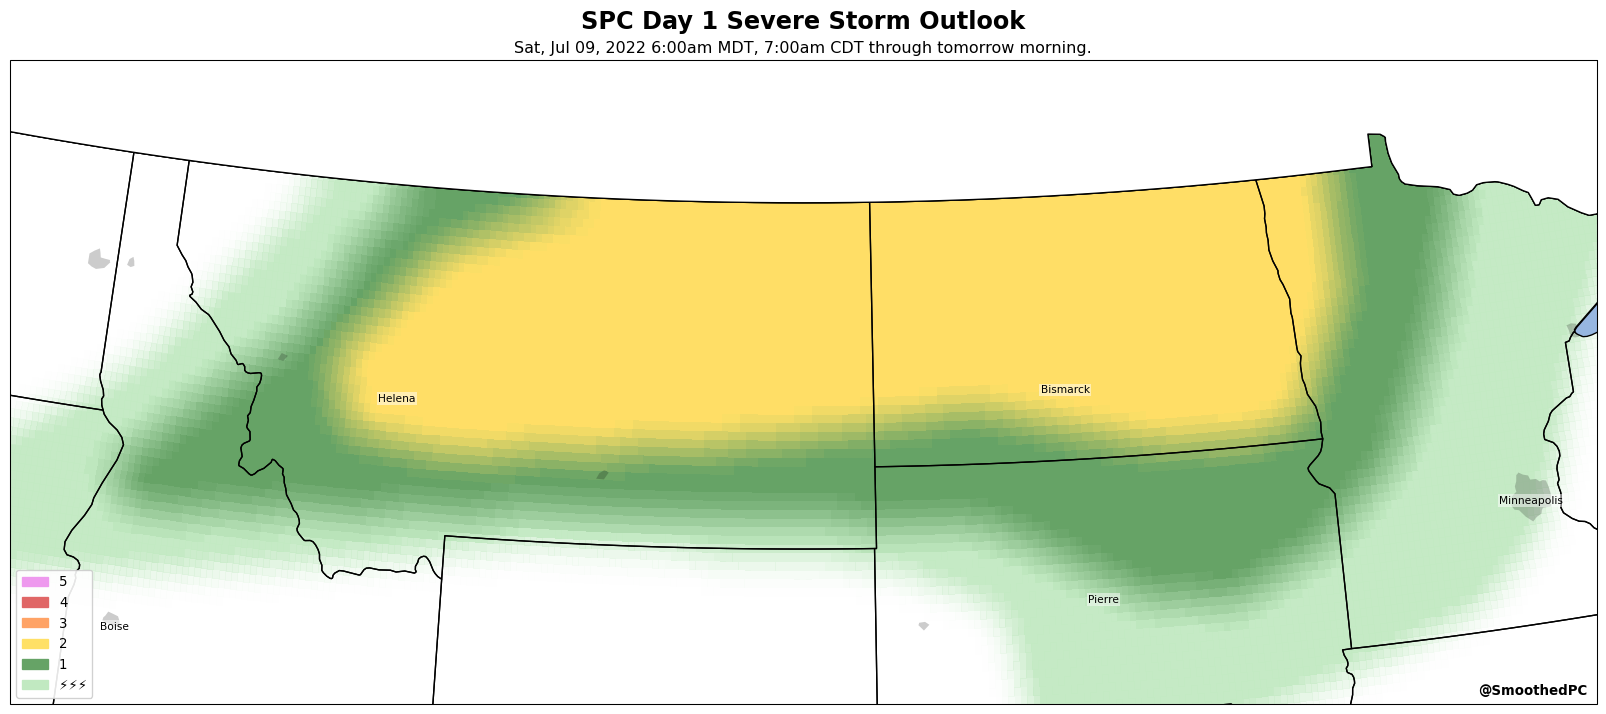 SPC Day 1 Severe Storm Outlook
Sat, Jul 09, 2022 6:00am MDT, 7:00am CDT through tomorrow morning.
Bismarck
Helena
Minneapolis
Pierre
Boise
5
4
3
2
1
⚡⚡⚡
@SmoothedPC